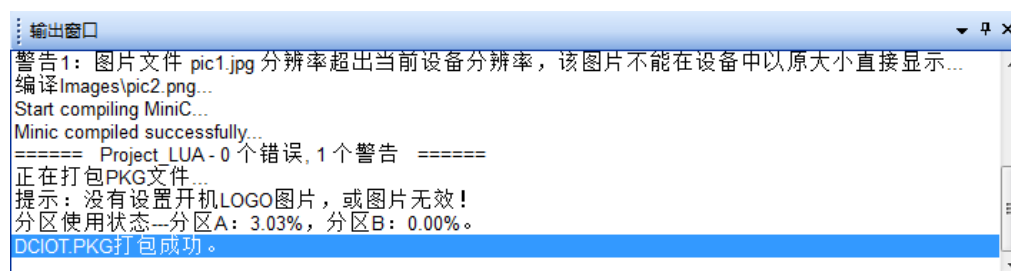 输出窗口
警告1：图片文件 pic1.jpg 分辨率超出当前设备分辨率，该图片不能在设备中以原大小直接显示...
编译Images\pic2.png...
Start compiling MiniC...
Minic compiled successfully...
====== Project_LUA - 0 个错误, 1 个警告 ======
正在打包PKG文件...
提示：没有设置开机LOGO图片，或图片无效！
分区使用状态---分区A：3.03%，分区B：0.00%。
DCIOT.PKG打包成功。